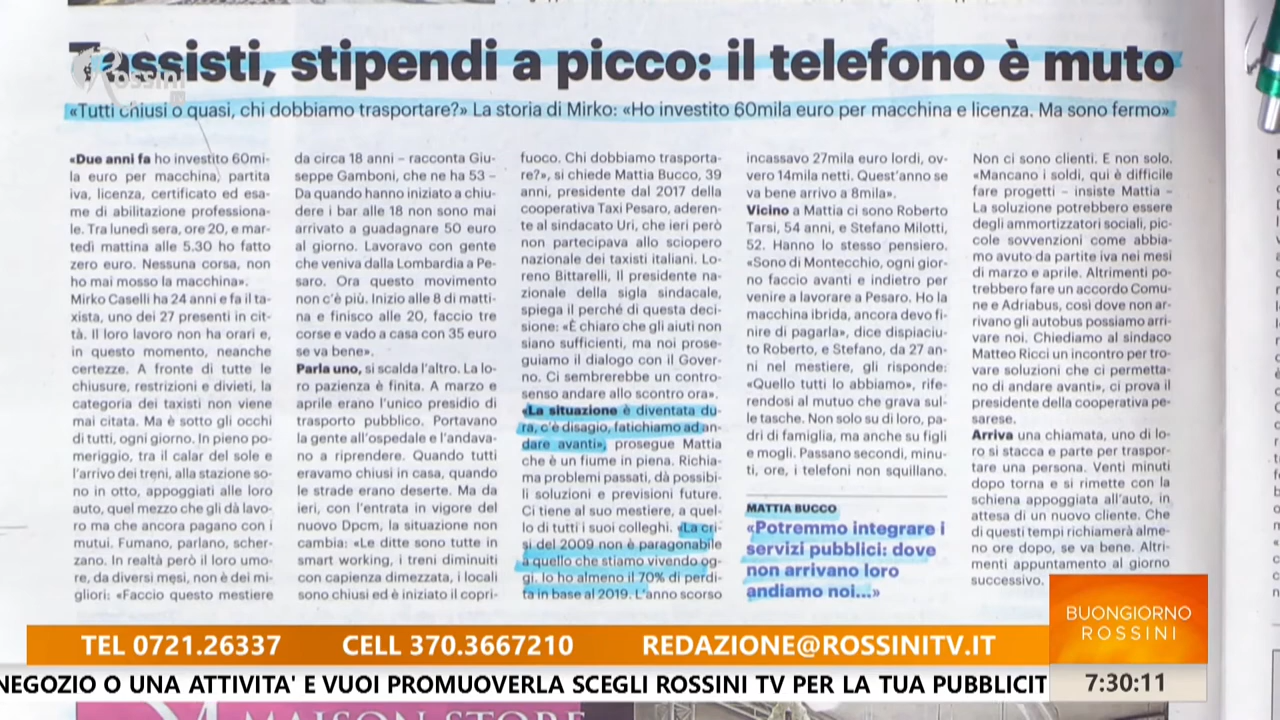 Tassisti, stipendi a picco: il telefono è muto
ROSSINI
TV
«Tutti chiusi o quasi, chi dobbiamo trasportare?» La storia di Mirko: «Ho investito 60mila euro per macchina e licenza. Ma sono fermo»
«Due anni fa ho investito 60mi-
la euro per macchina, partita
iva, licenza, certificato ed esa-
me di abilitazione professiona-
le. Tra lunedì sera, ore 20, e mar-
tedì mattina alle 5.30 ho fatto
zero euro. Nessuna corsa, non
ho mai mosso la macchina».
Mirko Caselli ha 24 anni e fa il ta-
xista, uno dei 27 presenti in cit-
tà. Il loro lavoro non ha orari e,
in questo momento, neanche
certezze. A fronte di tutte le
chiusure, restrizioni e divieti, la
categoria dei taxisti non viene
mai citata. Ma è sotto gli occhi
di tutti, ogni giorno. In pieno po-
meriggio, tra il calar del sole e
l'arrivo dei treni, alla stazione so-
no in otto, appoggiati alle loro
auto, quel mezzo che gli dà lavo-
ro ma che ancora pagano con i
mutui. Fumano, parlano, scher-
zano. In realtà però il loro umo-
re, da diversi mesi, non è dei mi-
gliori: «Faccio questo mestiere
da circa 18 anni – racconta Giu-
seppe Gamboni, che ne ha 53 –
Da quando hanno iniziato a chiu-
dere i bar alle 18 non sono mai
arrivato a guadagnare 50 euro
al giorno. Lavoravo con gente
che veniva dalla Lombardia a Pe-
saro. Ora questo movimento
non c'è più. Inizio alle 8 di matti-
na e finisco alle 20, faccio tre
corse e vado a casa con 35 euro
se va bene».
Parla uno, si scalda l'altro. La lo-
ro pazienza è finita. A marzo e
aprile erano l'unico presidio di
trasporto pubblico. Portavano
la gente all'ospedale e l'andava-
no a riprendere. Quando tutti
eravamo chiusi in casa, quando
le strade erano deserte. Ma da
ieri, con l'entrata in vigore del
nuovo Dpcm, la situazione non
cambia: «Le ditte sono tutte in
smart working, i treni diminuiti
con capienza dimezzata, i locali
sono chiusi ed è iniziato il copri-
fuoco. Chi dobbiamo trasporta-
re?», si chiede Mattia Bucco, 39
anni, presidente dal 2017 della
cooperativa Taxi Pesaro, aderen-
te al sindacato Uri, che ieri però
non partecipava allo sciopero
nazionale dei taxisti italiani. Lo-
reno Bittarelli, Il presidente na-
zionale della sigla sindacale,
spiega il perché di questa deci-
sione: «È chiaro che gli aiuti non
siano sufficienti, ma noi prose-
guiamo il dialogo con il Gover-
no. Ci sembrerebbe un contro-
senso andare allo scontro ora».
«La situazione è diventata du-
ra, c'è disagio, fatichiamo ad an-
dare avanti», prosegue Mattia
che è un fiume in piena. Richia-
ma problemi passati, dà possibi-
li soluzioni e previsioni future.
Ci tiene al suo mestiere, a quel-
lo di tutti i suoi colleghi. «La cri-
si del 2009 non è paragonabile
a quello che stiamo vivendo og-
gi. Io ho almeno il 70% di perdi-
ta in base al 2019. L'anno scorso
incassavo 27mila euro lordi, ov-
vero 14mila netti. Quest'anno se
va bene arrivo a 8mila».
Vicino a Mattia ci sono Roberto
Tarsi, 54 anni, e Stefano Milotti,
52. Hanno lo stesso pensiero.
«Sono di Montecchio, ogni gior-
no faccio avanti e indietro per
venire a lavorare a Pesaro. Ho la
macchina ibrida, ancora devo fi-
nire di pagarla», dice dispiaciu-
to Roberto, e Stefano, da 27 an-
ni nel mestiere, gli risponde:
«Quello tutti lo abbiamo», rife-
rendosi al mutuo che grava sul-
le tasche. Non solo su di loro, pa-
dri di famiglia, ma anche su figli
e mogli. Passano secondi, minu-
ti, ore, i telefoni non squillano.
MATTIA BUCCO
«Potremmo integrare i
servizi pubblici: dove
non arrivano loro
andiamo noi...»
Non ci sono clienti. E non solo.
«Mancano i soldi, qui è difficile
fare progetti – insiste Mattia –
La soluzione potrebbero essere
degli ammortizzatori sociali, pic-
cole sovvenzioni come abbia-
mo avuto da partite iva nei mesi
di marzo e aprile. Altrimenti po-
trebbero fare un accordo Comu-
ne e Adriabus, così dove non ar-
rivano gli autobus possiamo arri-
vare noi. Chiediamo al sindaco
Matteo Ricci un incontro per tro-
vare soluzioni che ci permetta-
no di andare avanti», ci prova il
presidente della cooperativa pe-
sarese.
Arriva una chiamata, uno di lo-
ro si stacca e parte per traspor-
tare una persona. Venti minuti
dopo torna e si rimette con la
schiena appoggiata all'auto, in
attesa di un nuovo cliente. Che
di questi tempi richiamerà alme-
no ore dopo, se va bene. Altri-
menti appuntamento al giorno
successivo.
BUONGIORNO
ROSSINI
TEL 0721.26337 CELL 370.3667210 REDAZIONE@ROSSINITV.IT
NEGOZIO O UNA ATTIVITA' E VUOI PROMUOVERLA SCEGLI ROSSINI TV PER LA TUA PUBBLICIT
7:30:11
MAISON STORE